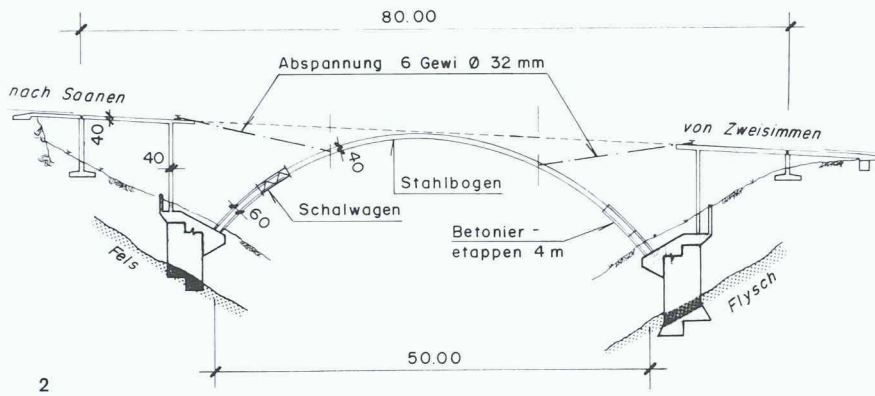 80.00
Abspannung 6 Gewi Ø 32 mm
nach Saanen
von Zweisimmen
40
40
40
Stahlbogen
60
Schalwagen
Betonier-
etappen 4 m
Fels
Flysch
50.00
2